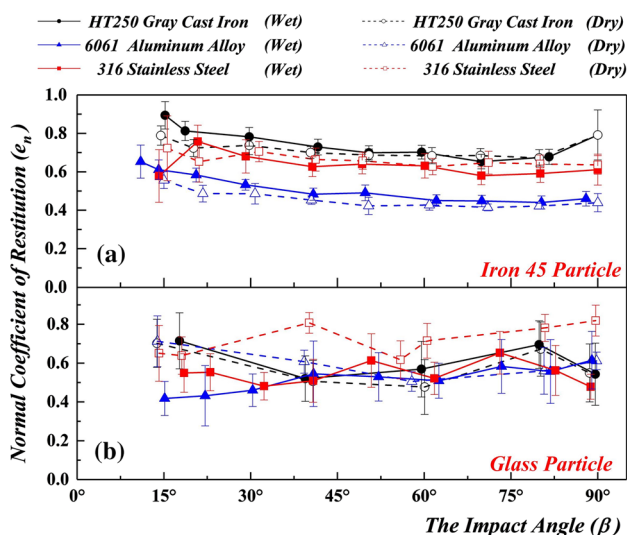 HT250 Gray Cast Iron (Wet) HT250 Gray Cast Iron (Dry)
6061 Aluminum Alloy (Wet) 6061 Aluminum Alloy (Dry)
316 Stainless Steel (Wet) 316 Stainless Steel (Dry)
Normal Coefficient of Restitution (en)
1.0
0.8
0.6
0.4
0.2
0.0
(a)
Iron 45 Particle
0.8
0.6
0.4
0.2
0.0
(b)
Glass Particle
0° 15° 30° 45° 60° 75° 90°
The Impact Angle (β)